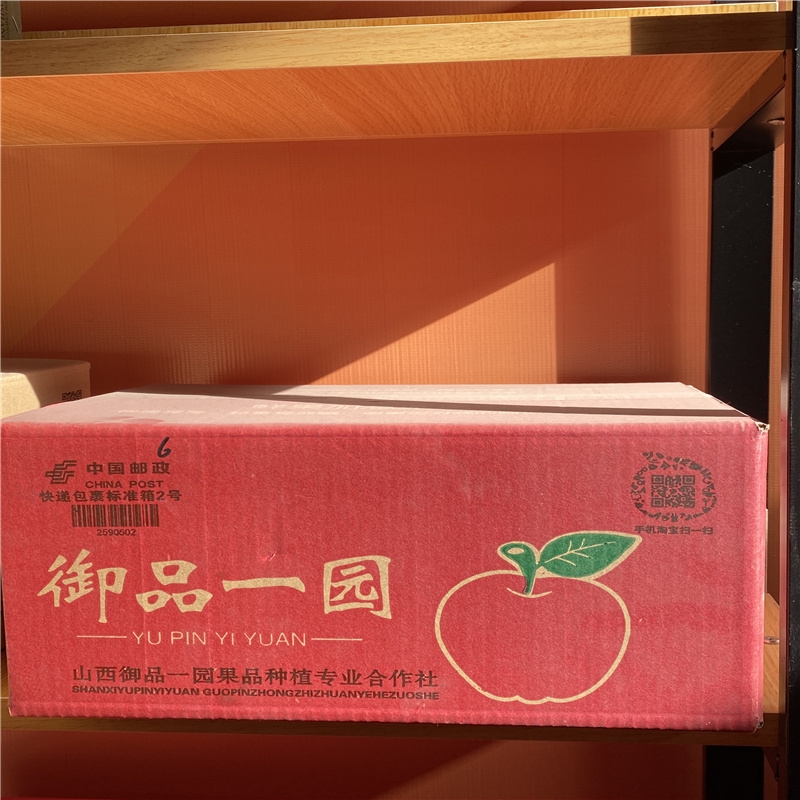 6
中国邮政
CHINA POST
快递包裹标准箱2号
2590502
手机淘宝扫一扫
御品一园
YU PIN YI YUAN
山西御品一园果品种植专业合作社
SHANXIYUPINYIYUAN GUOPINZHONGZHIZHUANYEHEZUOSHE